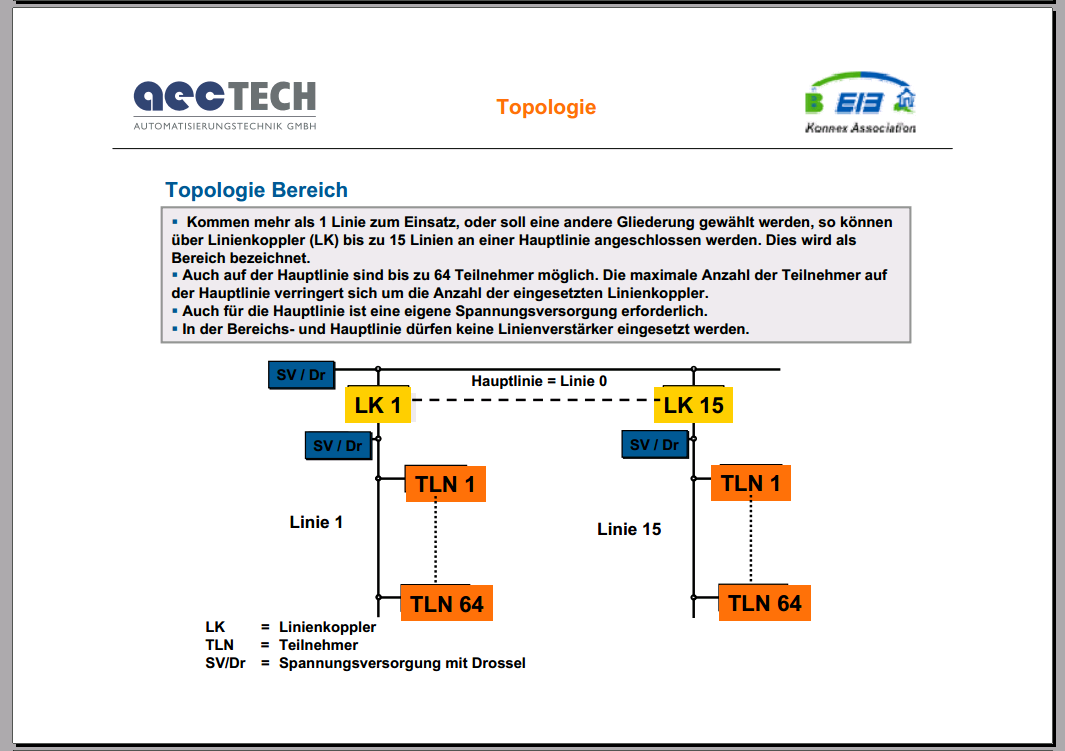 aecTECH
AUTOMATISIERUNGSTECHNIK GMBH
Topologie
B EIB
Konnex Association
Topologie Bereich
▪ Kommen mehr als 1 Linie zum Einsatz, oder soll eine andere Gliederung gewählt werden, so können
über Linienkoppler (LK) bis zu 15 Linien an einer Hauptlinie angeschlossen werden. Dies wird als
Bereich bezeichnet.
▪ Auch auf der Hauptlinie sind bis zu 64 Teilnehmer möglich. Die maximale Anzahl der Teilnehmer auf
der Hauptlinie verringert sich um die Anzahl der eingesetzten Linienkoppler.
▪ Auch für die Hauptlinie ist eine eigene Spannungsversorgung erforderlich.
▪ In der Bereichs- und Hauptlinie dürfen keine Linienverstärker eingesetzt werden.
SV / Dr
Hauptlinie = Linie 0
LK 1
LK 15
SV / Dr
SV / Dr
TLN 1
TLN 1
Linie 1
Linie 15
TLN 64
TLN 64
LK = Linienkoppler
TLN = Teilnehmer
SV/Dr = Spannungsversorgung mit Drossel